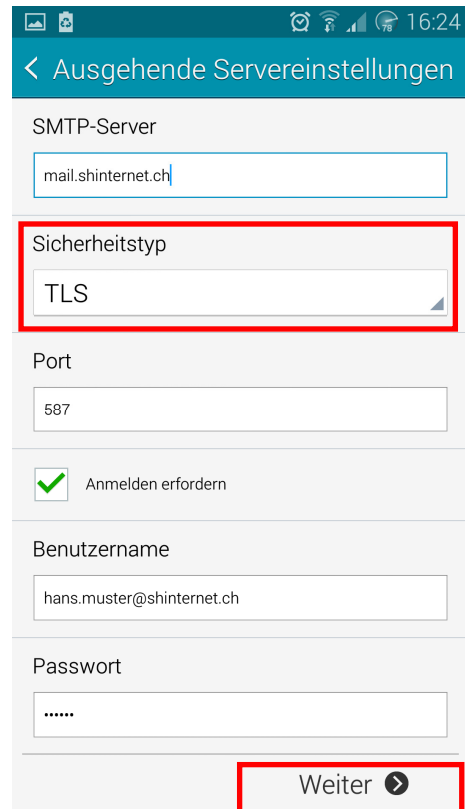 78 16:24
Ausgehende Servereinstellungen
SMTP-Server
mail.shinternet.ch
Sicherheitstyp
TLS
Port
587
Anmelden erfordern
Benutzername
hans.muster@shinternet.ch
Passwort
••••••
Weiter